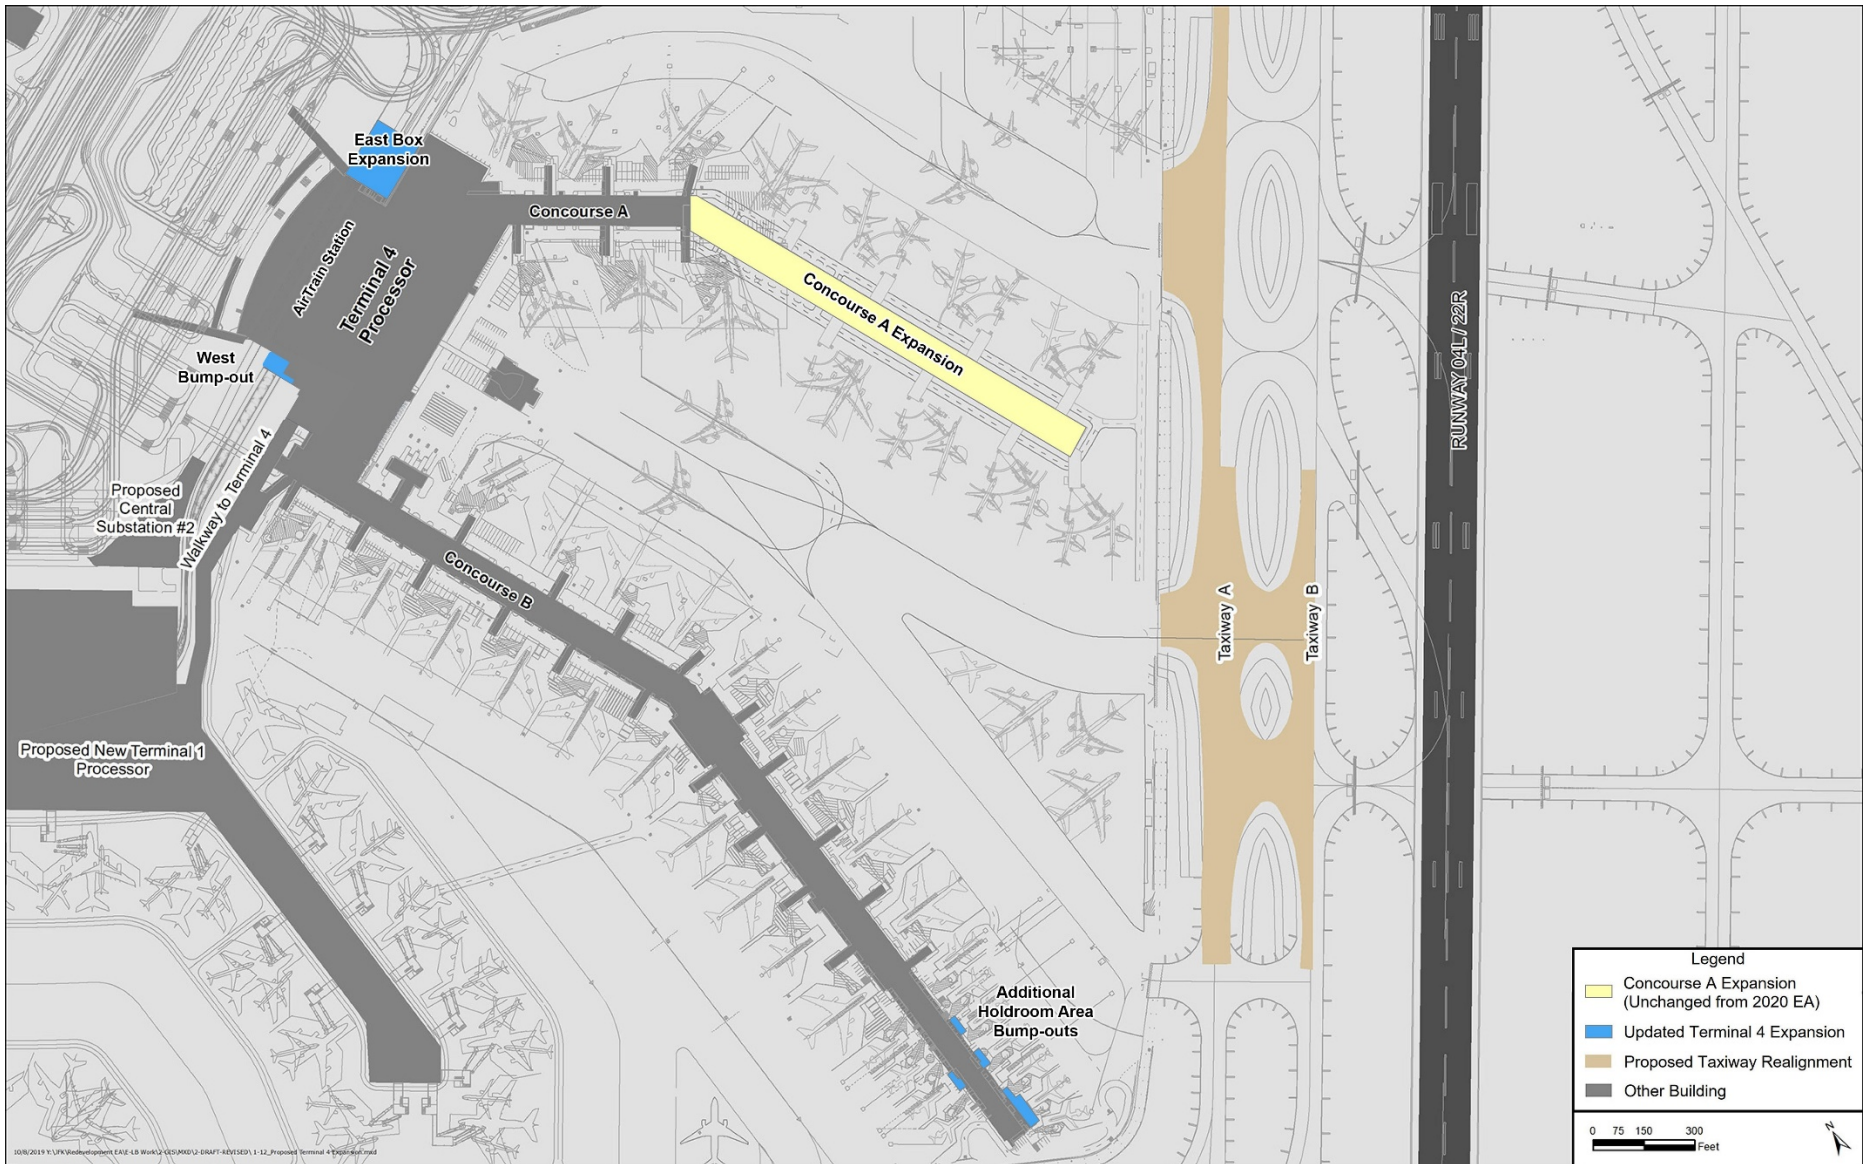 East Box
Expansion
Concourse A
AirTrain Station
Terminal 4
Processor
Concourse A Expansion
West
Bump-out
RUNWAY 04L / 22R
Walkway to Terminal 4
Proposed
Central
Substation #2
Concourse B
Taxiway A
Taxiway B
Proposed New Terminal 1
Processor
Additional
Holdroom Area
Bump-outs
Legend
Concourse A Expansion
(Unchanged from 2020 EA)
Updated Terminal 4 Expansion
Proposed Taxiway Realignment
Other Building
0 75 150 300
Feet
N